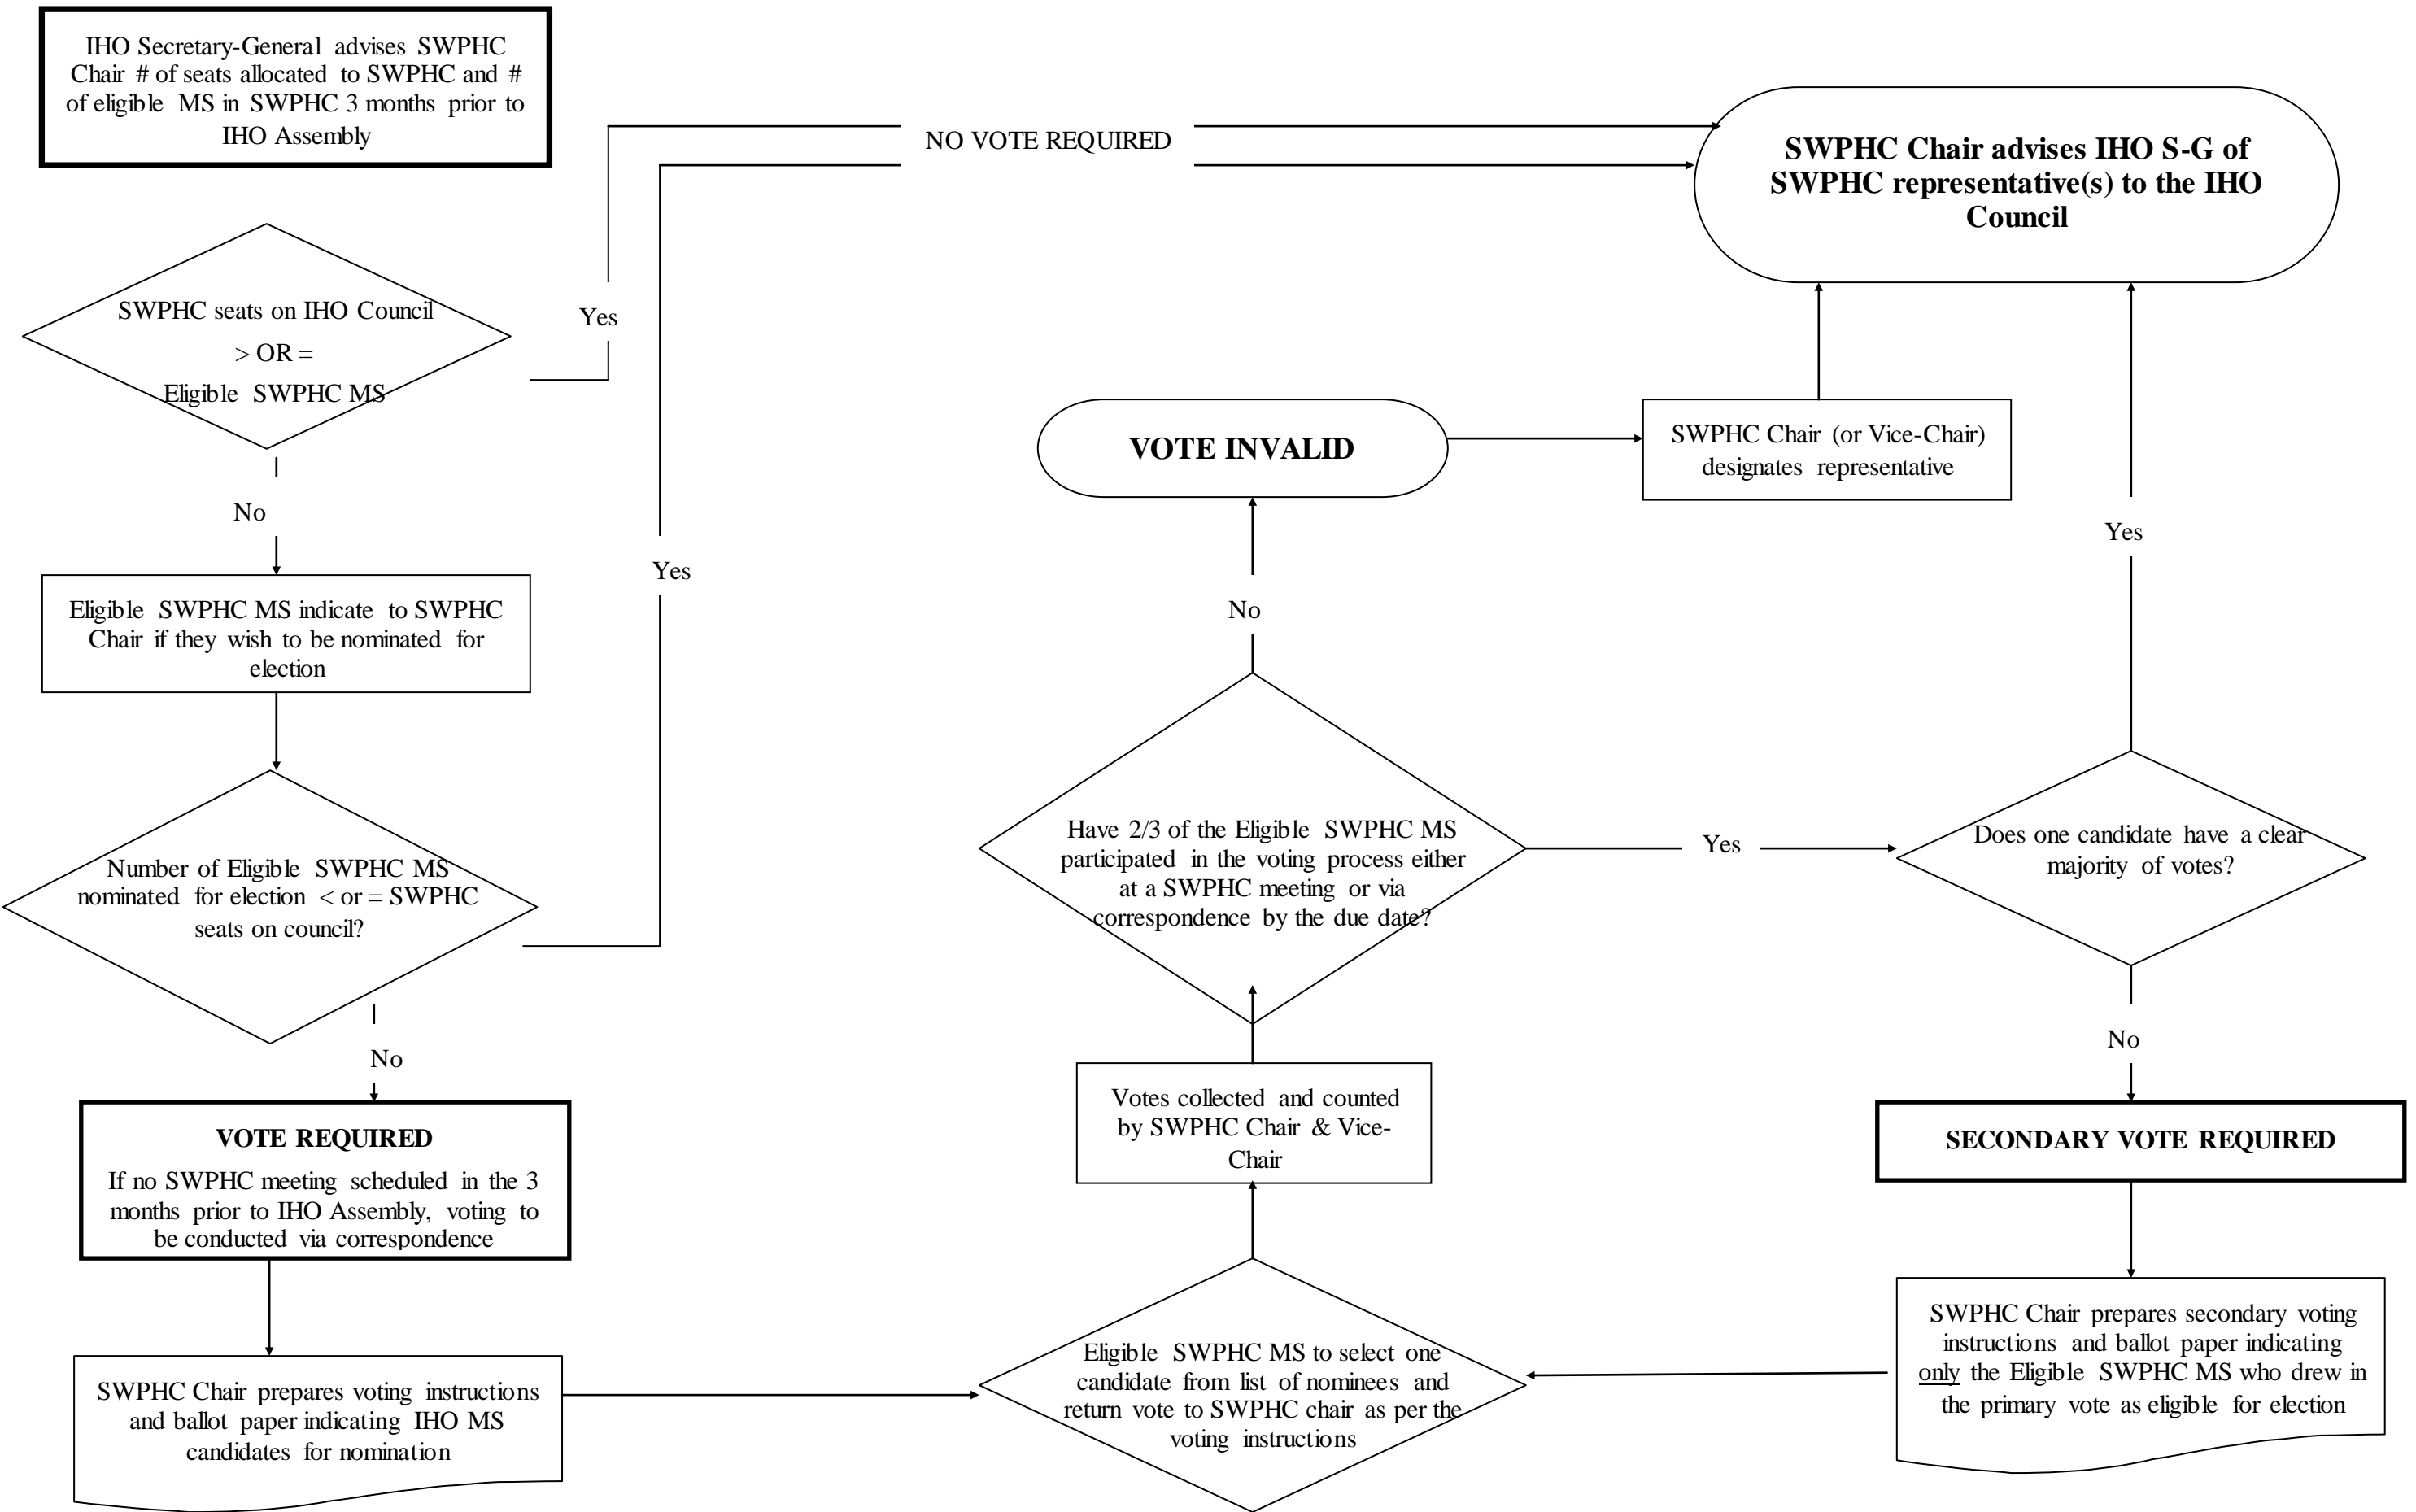 IHO Secretary-General advises SWPHC
Chair # of seats allocated to SWPHC and #
of eligible MS in SWPHC 3 months prior to
IHO Assembly
NO VOTE REQUIRED
SWPHC Chair advises IHO S-G of
SWPHC representative(s) to the IHO
Council
SWPHC seats on IHO Council
> OR =
Eligible SWPHC MS
Yes
No
Eligible SWPHC MS indicate to SWPHC
Chair if they wish to be nominated for
election
Yes
Number of Eligible SWPHC MS
nominated for election < or = SWPHC
seats on council?
No
VOTE REQUIRED
If no SWPHC meeting scheduled in the 3
months prior to IHO Assembly, voting to
be conducted via correspondence
SWPHC Chair prepares voting instructions
and ballot paper indicating IHO MS
candidates for nomination
Eligible SWPHC MS to select one
candidate from list of nominees and
return vote to SWPHC chair as per the
voting instructions
Votes collected and counted
by SWPHC Chair & Vice-
Chair
Have 2/3 of the Eligible SWPHC MS
participated in the voting process either
at a SWPHC meeting or via
correspondence by the due date?
No
VOTE INVALID
SWPHC Chair (or Vice-Chair)
designates representative
Yes
Does one candidate have a clear
majority of votes?
Yes
No
SECONDARY VOTE REQUIRED
SWPHC Chair prepares secondary voting
instructions and ballot paper indicating
only the Eligible SWPHC MS who drew in
the primary vote as eligible for election